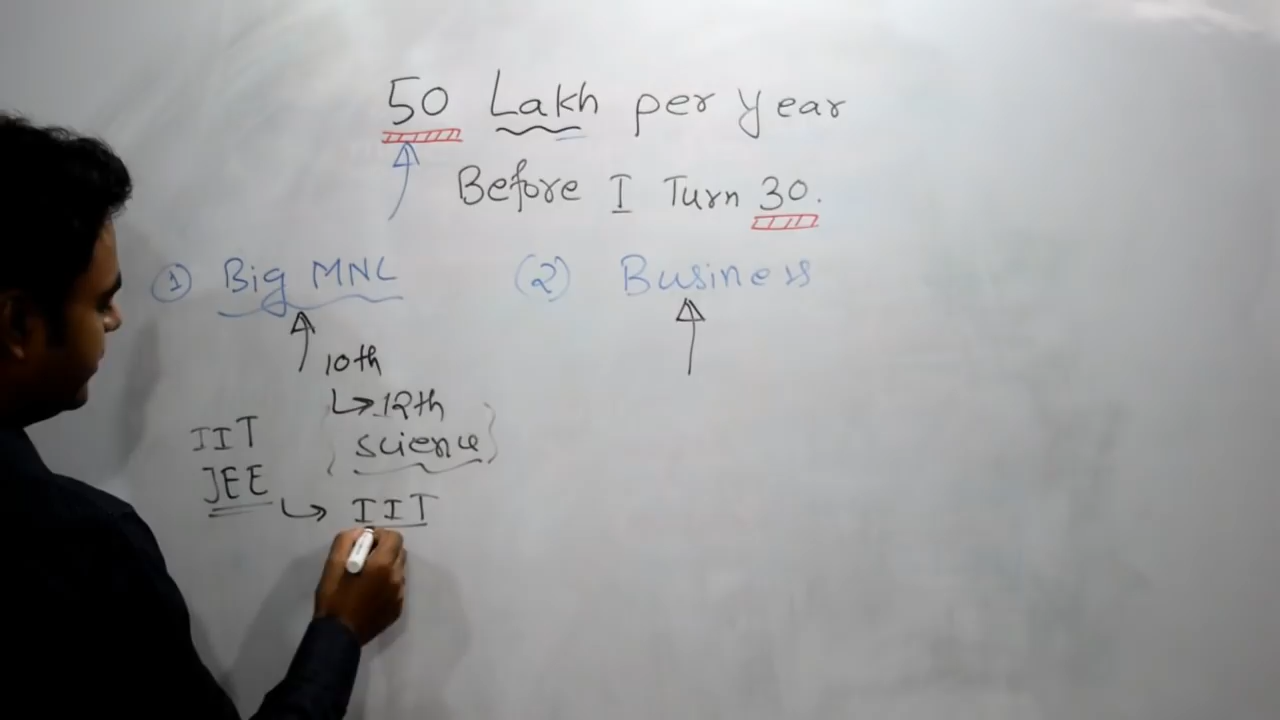 50 Lakh per year
Before I Turn 30.
1 Big MNC
(2) Business
10th
12th
science
IIT
JEE
IIT